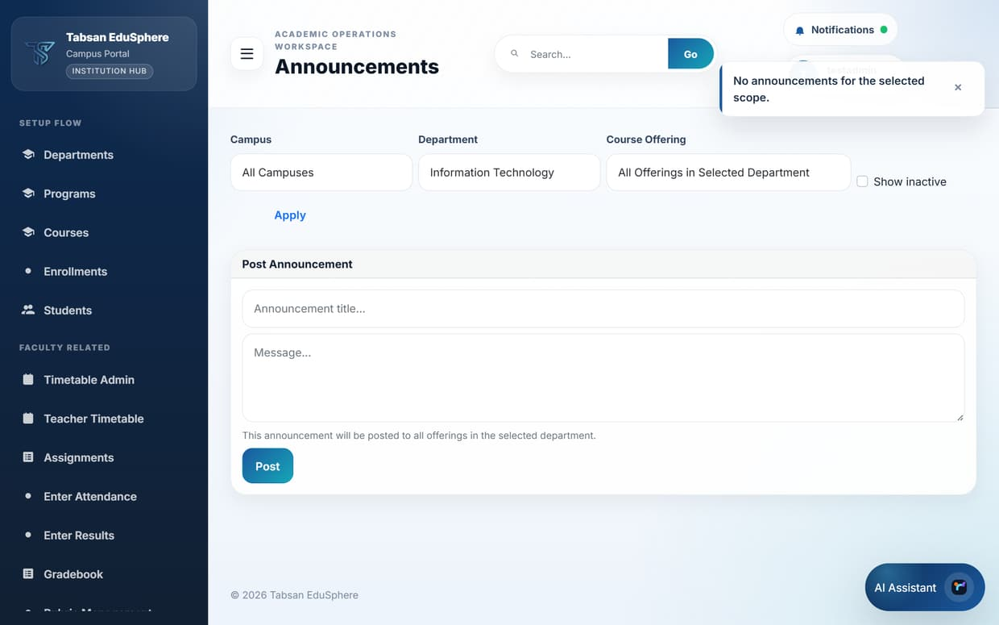 Tabsan EduSphere
Campus Portal
INSTITUTION HUB
SETUP FLOW
Departments
Programs
Courses
Enrollments
Students
FACULTY RELATED
Timetable Admin
Teacher Timetable
Assignments
Enter Attendance
Enter Results
Gradebook
ACADEMIC OPERATIONS
WORKSPACE
Announcements
Search...
Go
Notifications
No announcements for the selected
scope.
×
Campus
Department
Course Offering
All Campuses
Information Technology
All Offerings in Selected Department
Show inactive
Apply
Post Announcement
Announcement title...
Message...
This announcement will be posted to all offerings in the selected department.
Post
© 2026 Tabsan EduSphere
AI Assistant